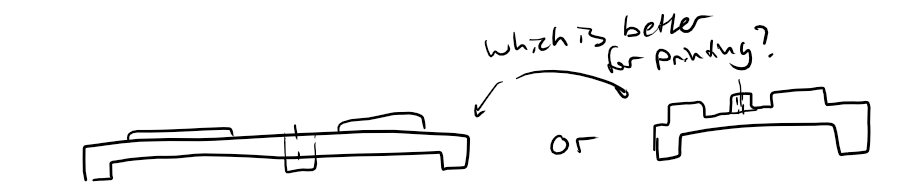 which is better
for printing?
or